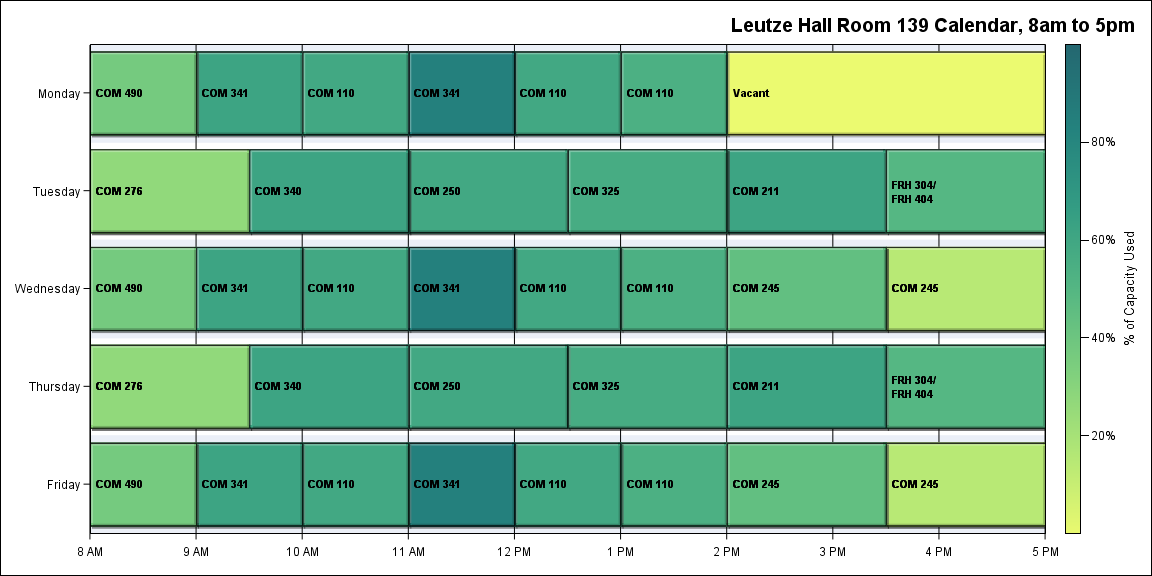 Leutze Hall Room 139 Calendar, 8am to 5pm
Monday
COM 490
COM 341
COM 110
COM 341
COM 110
COM 110
Vacant
Tuesday
COM 276
COM 340
COM 250
COM 325
COM 211
FRH 304/
FRH 404
Wednesday
COM 490
COM 341
COM 110
COM 341
COM 110
COM 110
COM 245
COM 245
Thursday
COM 276
COM 340
COM 250
COM 325
COM 211
FRH 304/
FRH 404
Friday
COM 490
COM 341
COM 110
COM 341
COM 110
COM 110
COM 245
COM 245
8 AM
9 AM
10 AM
11 AM
12 PM
1 PM
2 PM
3 PM
4 PM
5 PM
80%
60%
40%
20%
% of Capacity Used